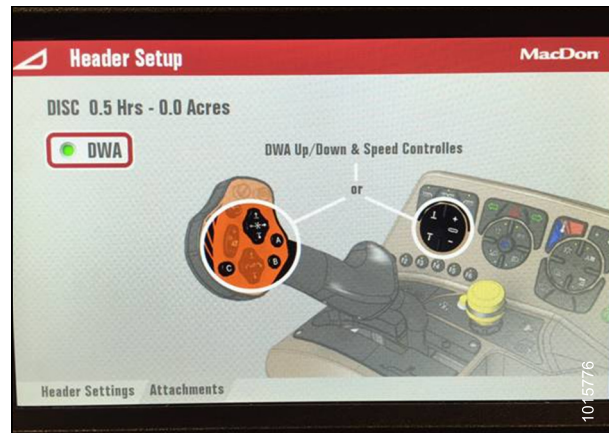 Header Setup
MacDon
DISC 0.5 Hrs - 0.0 Acres
DWA
DWA Up/Down & Speed Controlles
or
A
B
C
Header Settings
Attachments
1015776